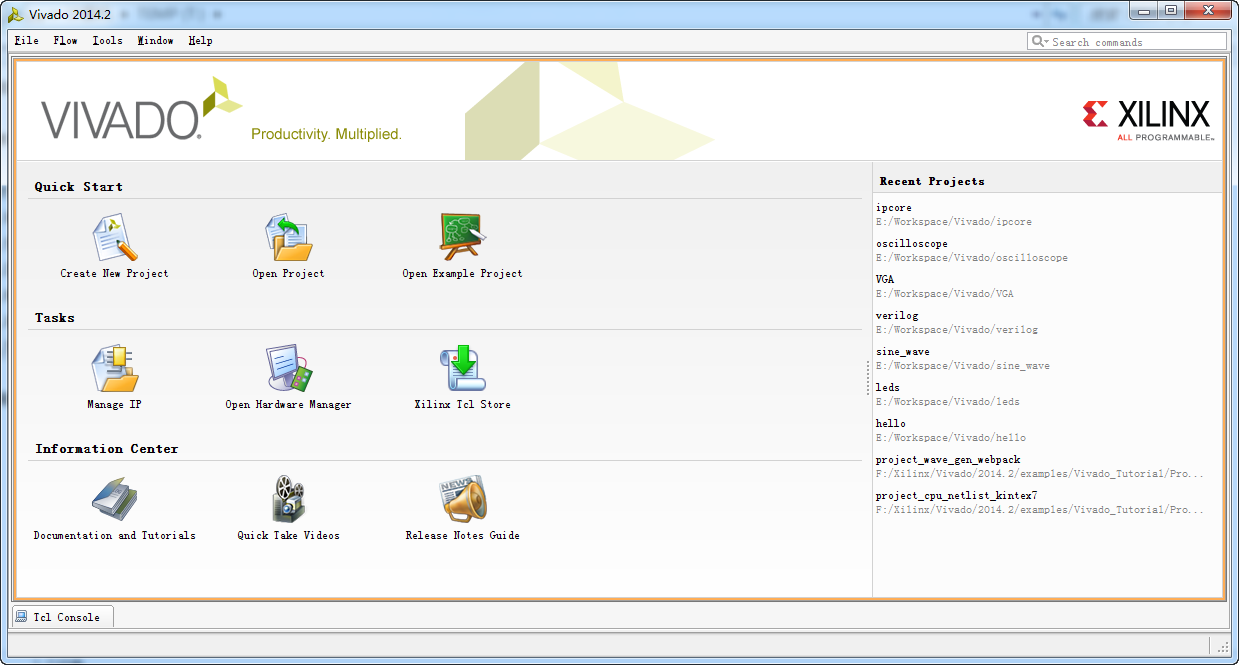 Vivado 2014.2
File Flow Tools Window Help
Search commands
VIVADO.
Productivity. Multiplied.
XILINX
ALL PROGRAMMABLE™
Quick Start
Create New Project
Open Project
Open Example Project
Tasks
Manage IP
Open Hardware Manager
Xilinx Tcl Store
Information Center
NEWS
Documentation and Tutorials
Quick Take Videos
Release Notes Guide
Recent Projects
ipcore
E:/Workspace/Vivado/ipcore
oscilloscope
E:/Workspace/Vivado/oscilloscope
VGA
E:/Workspace/Vivado/VGA
verilog
E:/Workspace/Vivado/verilog
sine_wave
E:/Workspace/Vivado/sine_wave
leds
E:/Workspace/Vivado/leds
hello
E:/Workspace/Vivado/hello
project_wave_gen_webpack
F:/Xilinx/Vivado/2014.2/examples/Vivado_Tutorial/Pro...
project_cpu_netlist_kintex7
F:/Xilinx/Vivado/2014.2/examples/Vivado_Tutorial/Pro...
Tcl Console